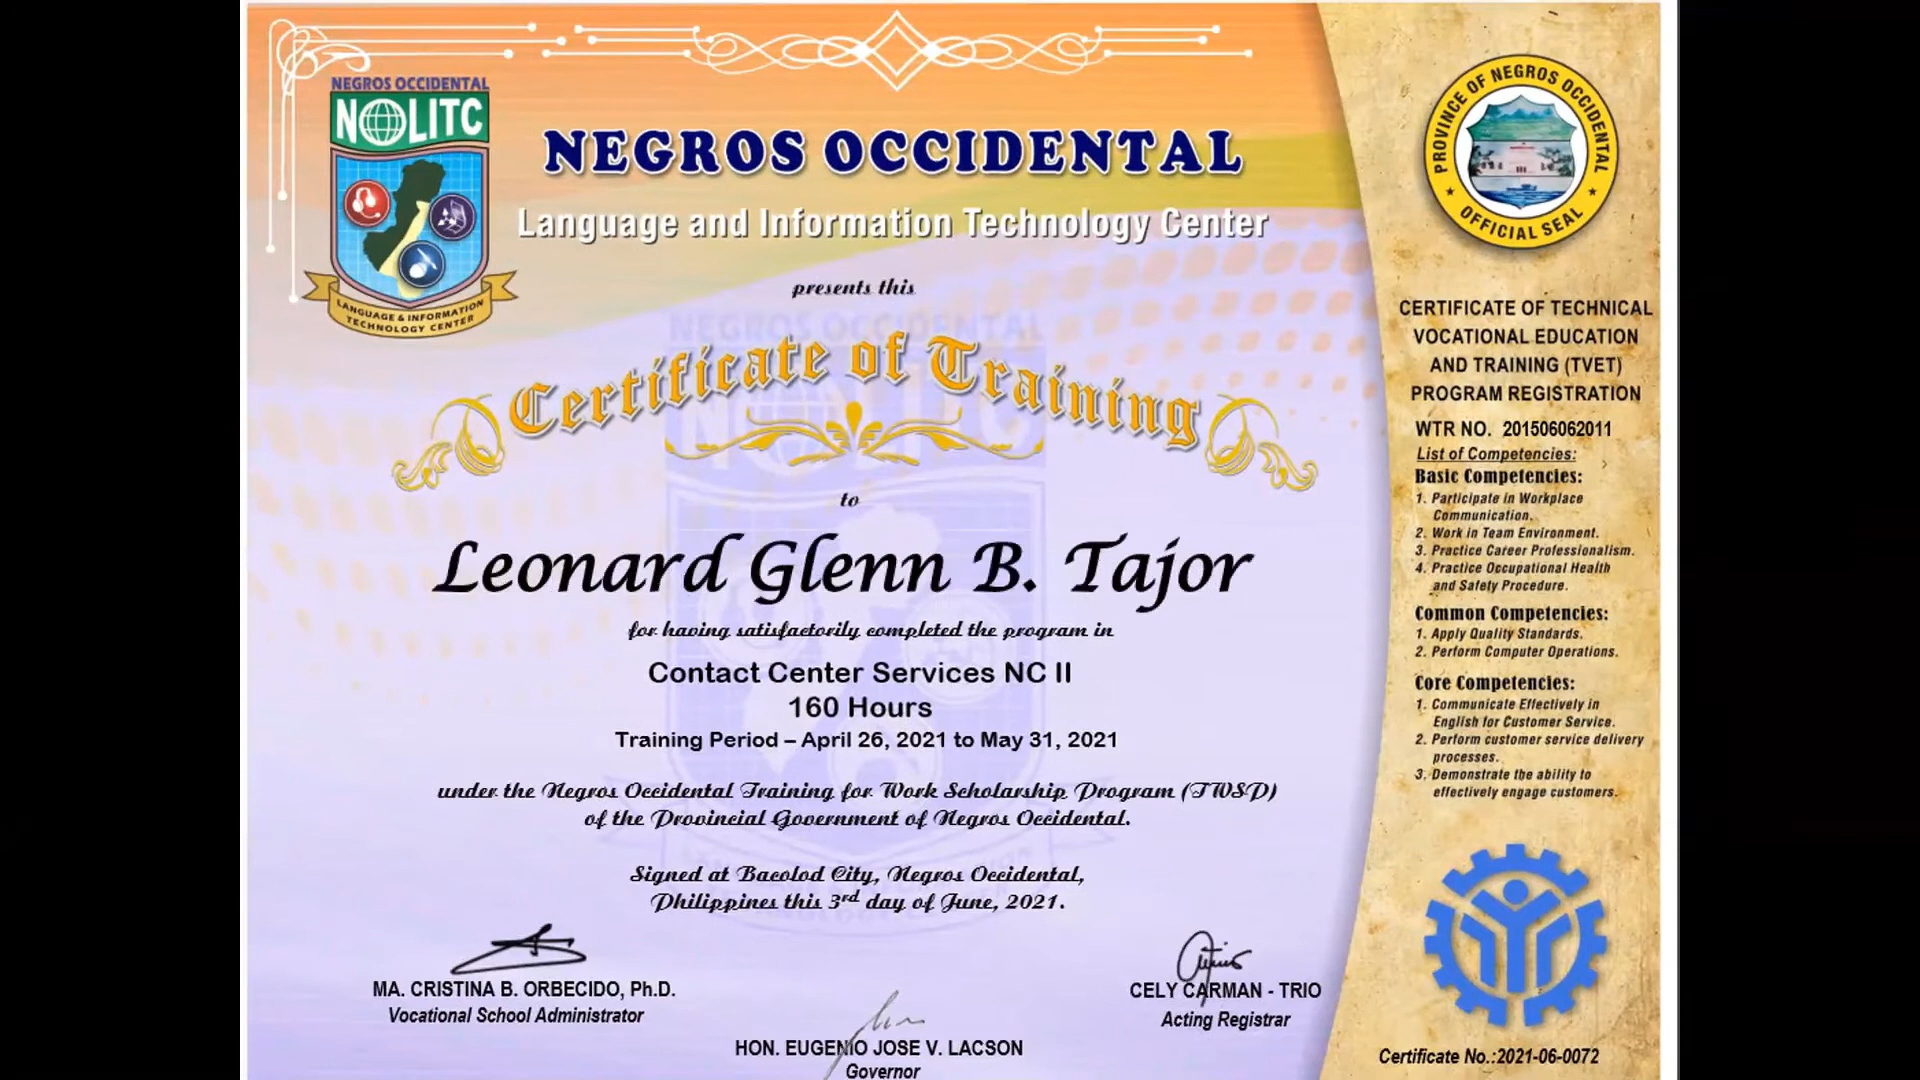 NEGROS OCCIDENTAL
NOLITC
LANGUAGE & INFORMATION
TECHNOLOGY CENTER
NEGROS OCCIDENTAL
Language and Information Technology Center
presents this
Certificate of Training
to
Leonard Glenn B. Tajor
for having satisfactorily completed the program in
Contact Center Services NC II
160 Hours
Training Period – April 26, 2021 to May 31, 2021
under the Negros Occidental Training for Work Scholarship Program (TWSP)
of the Provincial Government of Negros Occidental.
Signed at Bacolod City, Negros Occidental,
Philippines this 3rd day of June, 2021.
MA. CRISTINA B. ORBECIDO, Ph.D.
Vocational School Administrator
HON. EUGENIO JOSE V. LACSON
Governor
CELY CARMAN - TRIO
Acting Registrar
PROVINCE OF NEGROS OCCIDENTAL
OFFICIAL SEAL
CERTIFICATE OF TECHNICAL
VOCATIONAL EDUCATION
AND TRAINING (TVET)
PROGRAM REGISTRATION
WTR NO. 201506062011
List of Competencies:
Basic Competencies:
1. Participate in Workplace
Communication.
2. Work in Team Environment.
3. Practice Career Professionalism.
4. Practice Occupational Health
and Safety Procedure.
Common Competencies:
1. Apply Quality Standards.
2. Perform Computer Operations.
Core Competencies:
1. Communicate Effectively in
English for Customer Service.
2. Perform customer service delivery
processes.
3. Demonstrate the ability to
effectively engage customers.
Certificate No.:2021-06-0072